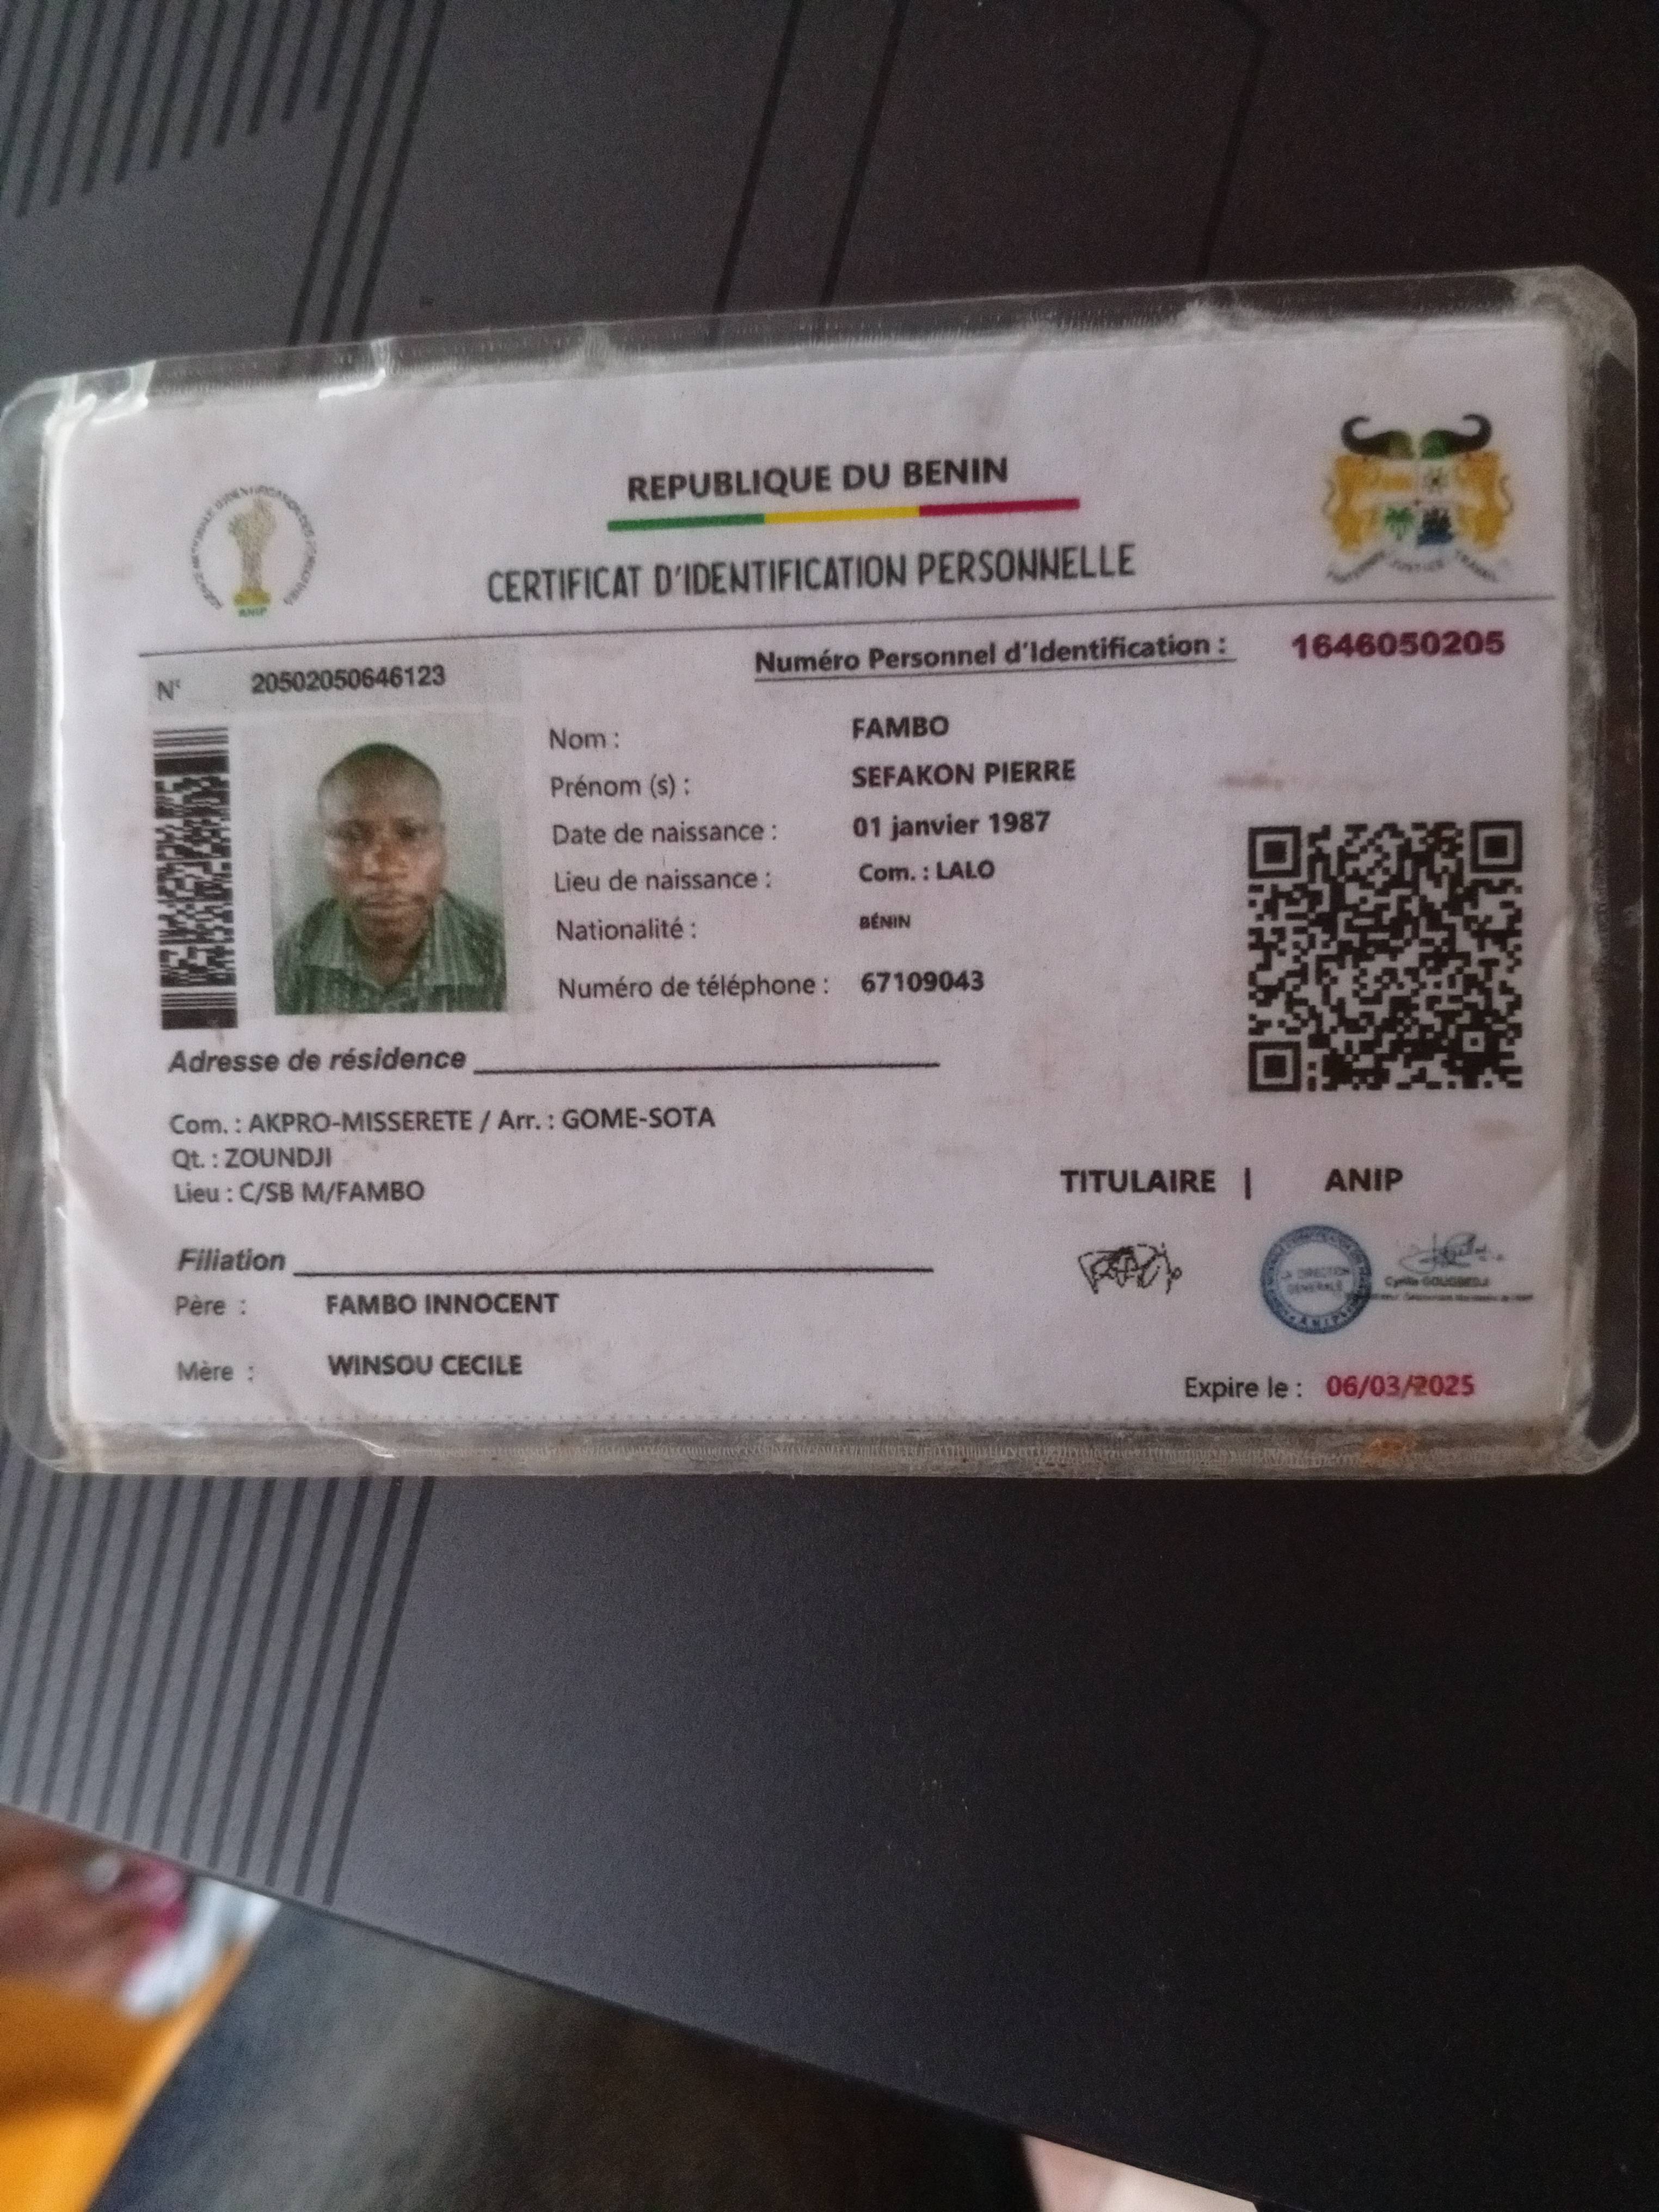 REPUBLIQUE DU BENIN
CERTIFICAT D'IDENTIFICATION PERSONNELLE
ANIP
N° 20502050646123
Numéro Personnel d'Identification : 1646050205
Nom : FAMBO
Prénom (s) : SEFAKON PIERRE
Date de naissance : 01 janvier 1987
Lieu de naissance : Com. : LALO
Nationalité : BÉNIN
Numéro de téléphone : 67109043
Adresse de résidence
Com. : AKPRO-MISSERETE / Arr. : GOME-SOTA
Qt. : ZOUNDJI
Lieu : C/SB M/FAMBO
TITULAIRE | ANIP
Filiation
Père : FAMBO INNOCENT
Mère : WINSOU CECILE
LA DIRECTION
GENERALE
ANIP
Expire le : 06/03/2025